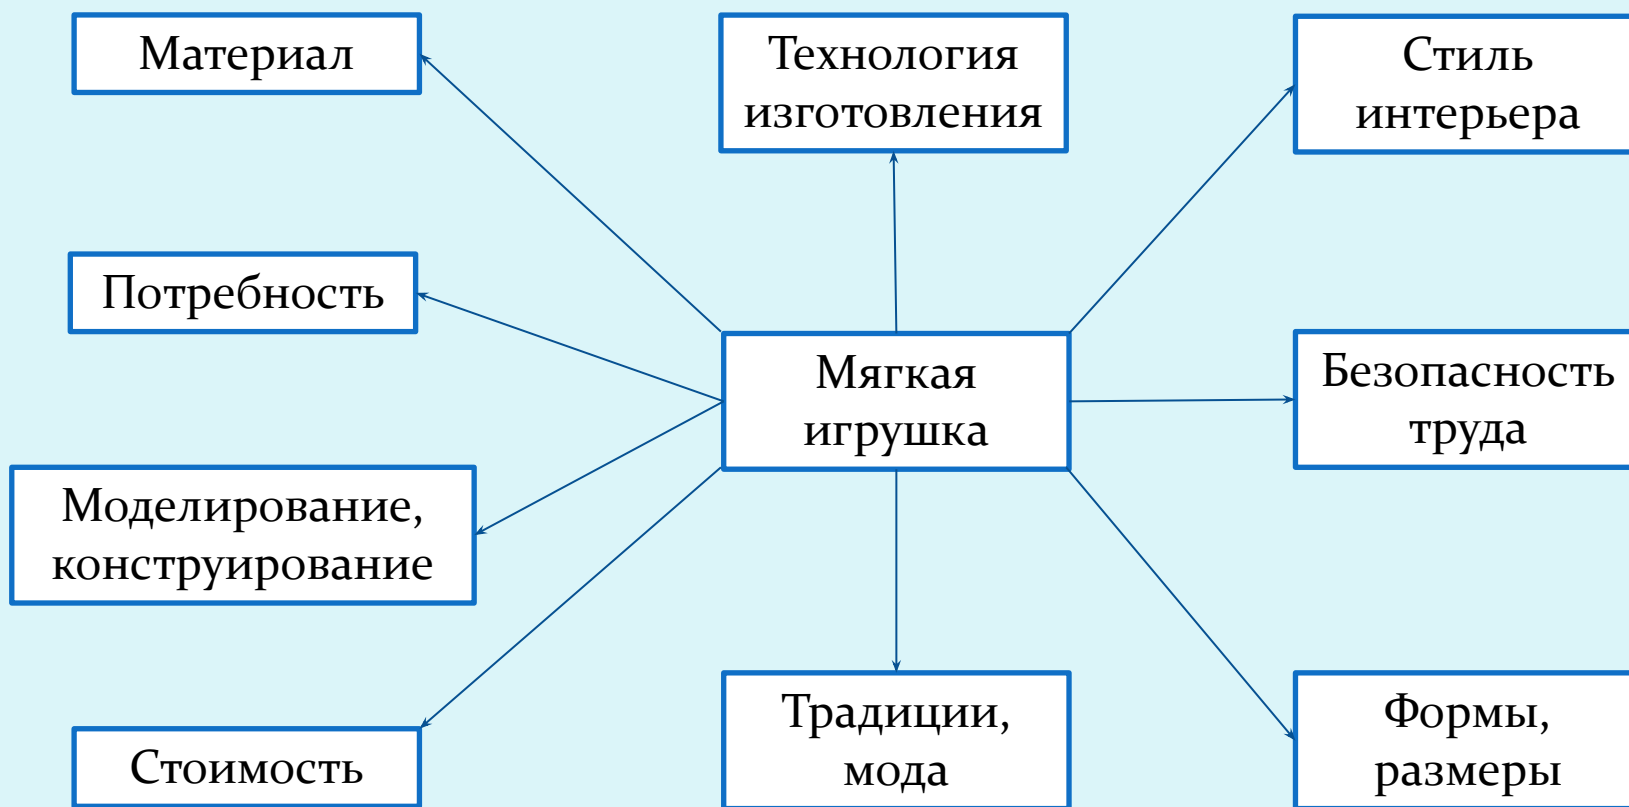 Материал
Технология
изготовления
Стиль
интерьера
Потребность
Мягкая
игрушка
Безопасность
труда
Моделирование,
конструирование
Стоимость
Традиции,
мода
Формы,
размеры